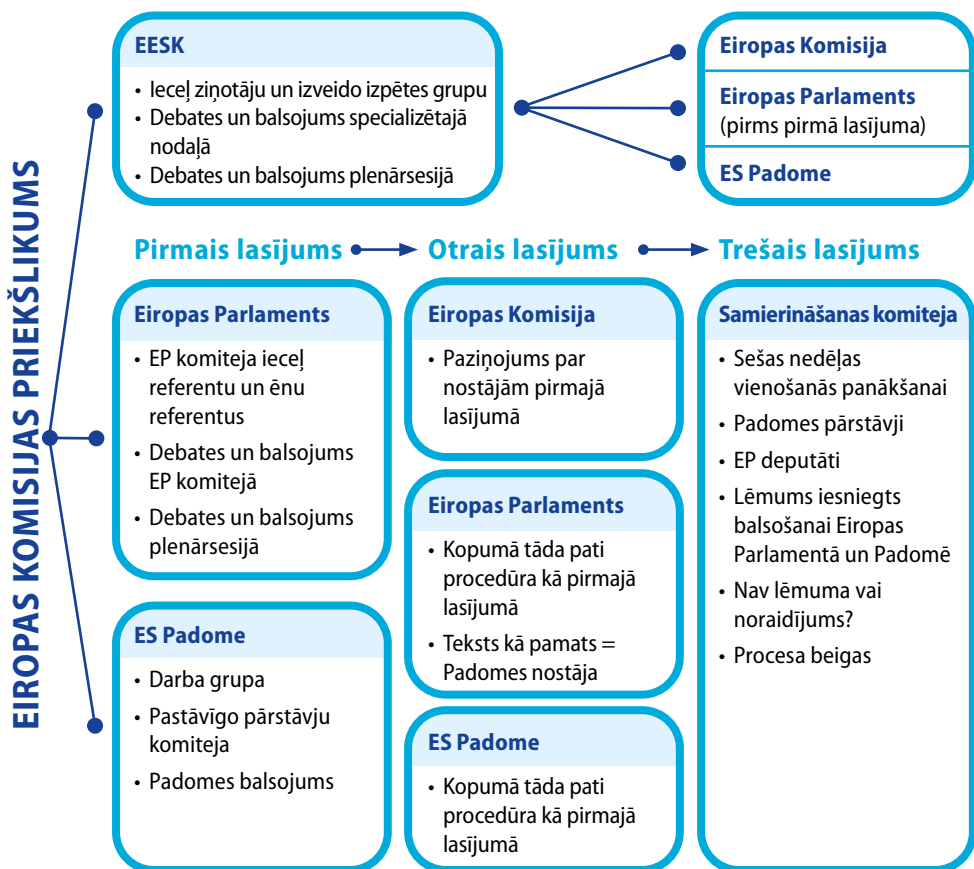 EIROPAS KOMISIJAS PRIEKŠLIKUMS
EESK
• Ieceļ ziņotāju un izveido izpētes grupu
• Debates un balsojums specializētajā
nodaļā
• Debates un balsojums plenārsesijā
Eiropas Komisija
Eiropas Parlaments
(pirms pirmā lasījuma)
ES Padome
Pirmais lasījums
Otrais lasījums
Trešais lasījums
Eiropas Parlaments
• EP komiteja ieceļ
referentu un ēnu
referentus
• Debates un balsojums
EP komitejā
• Debates un balsojums
plenārsesijā
ES Padome
• Darba grupa
• Pastāvīgo pārstāvju
komiteja
• Padomes balsojums
Eiropas Komisija
• Paziņojums par
nostājām pirmajā
lasījumā
Eiropas Parlaments
• Kopumā tāda pati
procedūra kā pirmajā
lasījumā
• Teksts kā pamats =
Padomes nostāja
ES Padome
• Kopumā tāda pati
procedūra kā pirmajā
lasījumā
Samierināšanas komiteja
• Sešas nedēļas
vienošanās panākšanai
• Padomes pārstāvji
• EP deputāti
• Lēmums iesniegts
balsošanai Eiropas
Parlamentā un Padomē
• Nav lēmuma vai
noraidījums?
• Procesa beigas